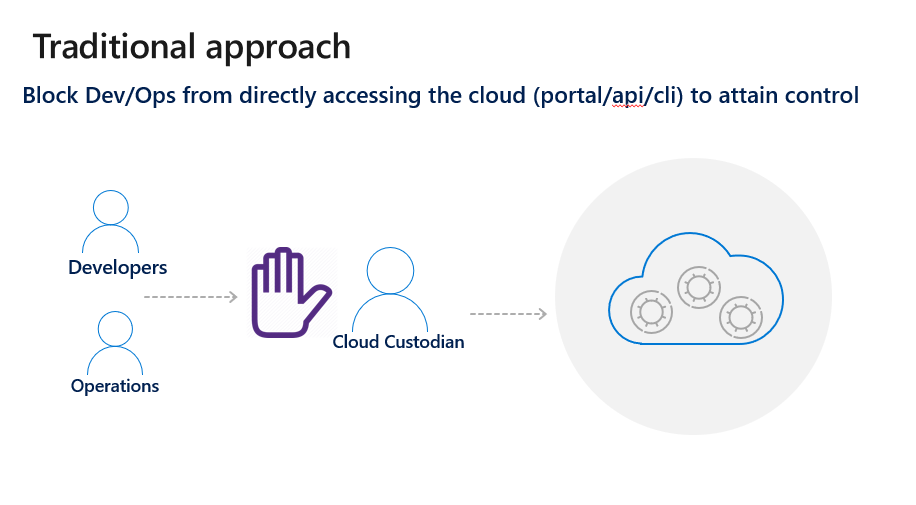 Traditional approach
Block Dev/Ops from directly accessing the cloud (portal/api/cli) to attain control
Developers
Cloud Custodian
Operations